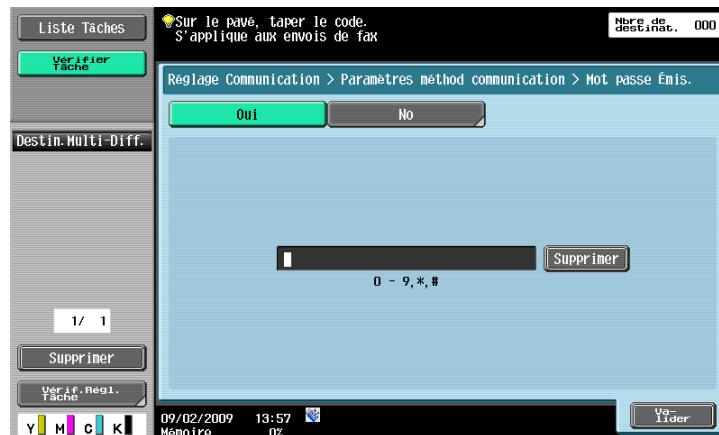 Liste Tâches
Sur le pavé, taper le code.
S'applique aux envois de fax
Nbre de
destinat.
000
Vérifier
Tâche
Réglage Communication > Paramètres méthod communication > Mot passe Émis.
Oui
No
Destin.Multi-Diff.
Supprimer
0 - 9,*,#
1/ 1
Supprimer
Vérif.Régl.
Tâche
Va-
lider
Y M C K
09/02/2009 13:57
Mémoire 0%